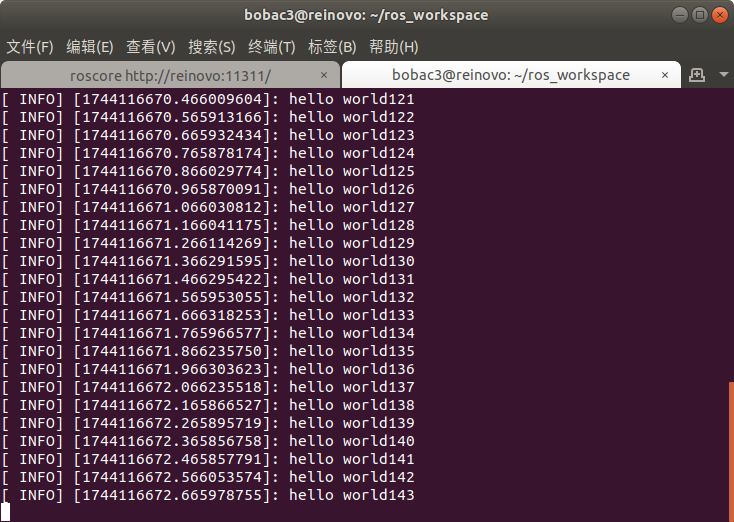 bobac3@reinovo: ~/ros_workspace
文件(F) 编辑(E) 查看(V) 搜索(S) 终端(T) 标签(B) 帮助(H)
roscore http://reinovo:11311/ × bobac3@reinovo: ~/ros_workspace ×
[ INFO] [1744116670.466009604]: hello world121
[ INFO] [1744116670.565913166]: hello world122
[ INFO] [1744116670.665932434]: hello world123
[ INFO] [1744116670.765878174]: hello world124
[ INFO] [1744116670.866029774]: hello world125
[ INFO] [1744116670.965870091]: hello world126
[ INFO] [1744116671.066030812]: hello world127
[ INFO] [1744116671.166041175]: hello world128
[ INFO] [1744116671.266114269]: hello world129
[ INFO] [1744116671.366291595]: hello world130
[ INFO] [1744116671.466295422]: hello world131
[ INFO] [1744116671.565953055]: hello world132
[ INFO] [1744116671.666318253]: hello world133
[ INFO] [1744116671.765966577]: hello world134
[ INFO] [1744116671.866235750]: hello world135
[ INFO] [1744116671.966303623]: hello world136
[ INFO] [1744116672.066235518]: hello world137
[ INFO] [1744116672.165866527]: hello world138
[ INFO] [1744116672.265895719]: hello world139
[ INFO] [1744116672.365856758]: hello world140
[ INFO] [1744116672.465857791]: hello world141
[ INFO] [1744116672.566053574]: hello world142
[ INFO] [1744116672.665978755]: hello world143